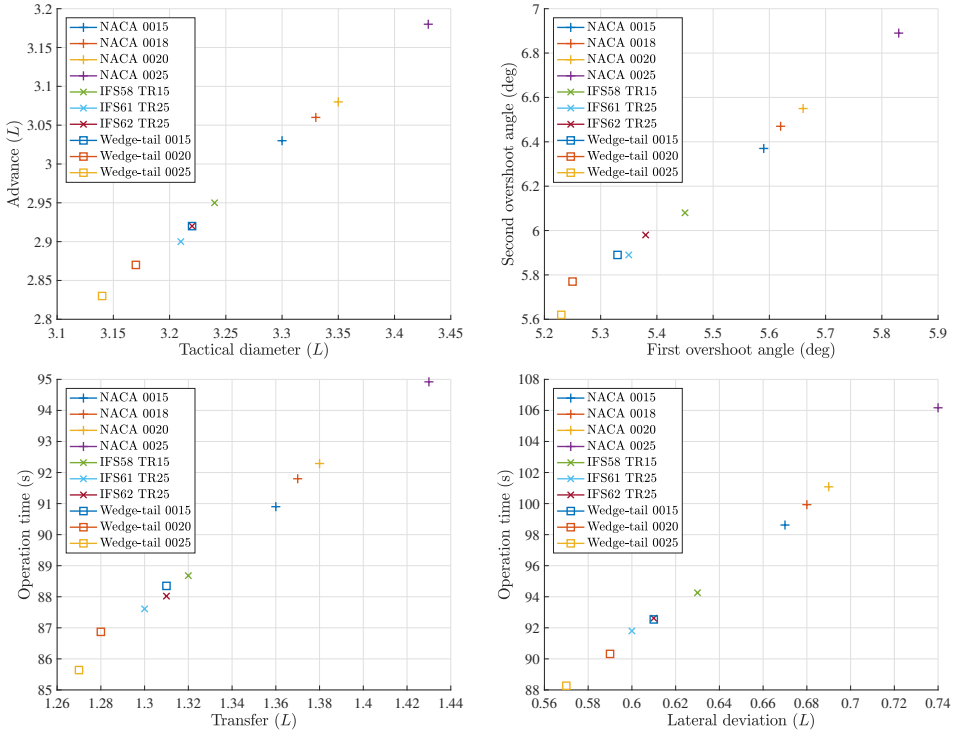 3.2
3.15
3.1
3.05
3
2.95
2.9
2.85
2.8
Advance (L)
NACA 0015
NACA 0018
NACA 0020
NACA 0025
IFS58 TR15
IFS61 TR25
IFS62 TR25
Wedge-tail 0015
Wedge-tail 0020
Wedge-tail 0025
3.1 3.15 3.2 3.25 3.3 3.35 3.4 3.45
Tactical diameter (L)
7
6.8
6.6
6.4
6.2
6
5.8
5.6
Second overshoot angle (deg)
NACA 0015
NACA 0018
NACA 0020
NACA 0025
IFS58 TR15
IFS61 TR25
IFS62 TR25
Wedge-tail 0015
Wedge-tail 0020
Wedge-tail 0025
5.2 5.3 5.4 5.5 5.6 5.7 5.8 5.9
First overshoot angle (deg)
95
94
93
92
91
90
89
88
87
86
85
Operation time (s)
NACA 0015
NACA 0018
NACA 0020
NACA 0025
IFS58 TR15
IFS61 TR25
IFS62 TR25
Wedge-tail 0015
Wedge-tail 0020
Wedge-tail 0025
1.26 1.28 1.3 1.32 1.34 1.36 1.38 1.4 1.42 1.44
Transfer (L)
108
106
104
102
100
98
96
94
92
90
88
Operation time (s)
NACA 0015
NACA 0018
NACA 0020
NACA 0025
IFS58 TR15
IFS61 TR25
IFS62 TR25
Wedge-tail 0015
Wedge-tail 0020
Wedge-tail 0025
0.56 0.58 0.6 0.62 0.64 0.66 0.68 0.7 0.72 0.74
Lateral deviation (L)